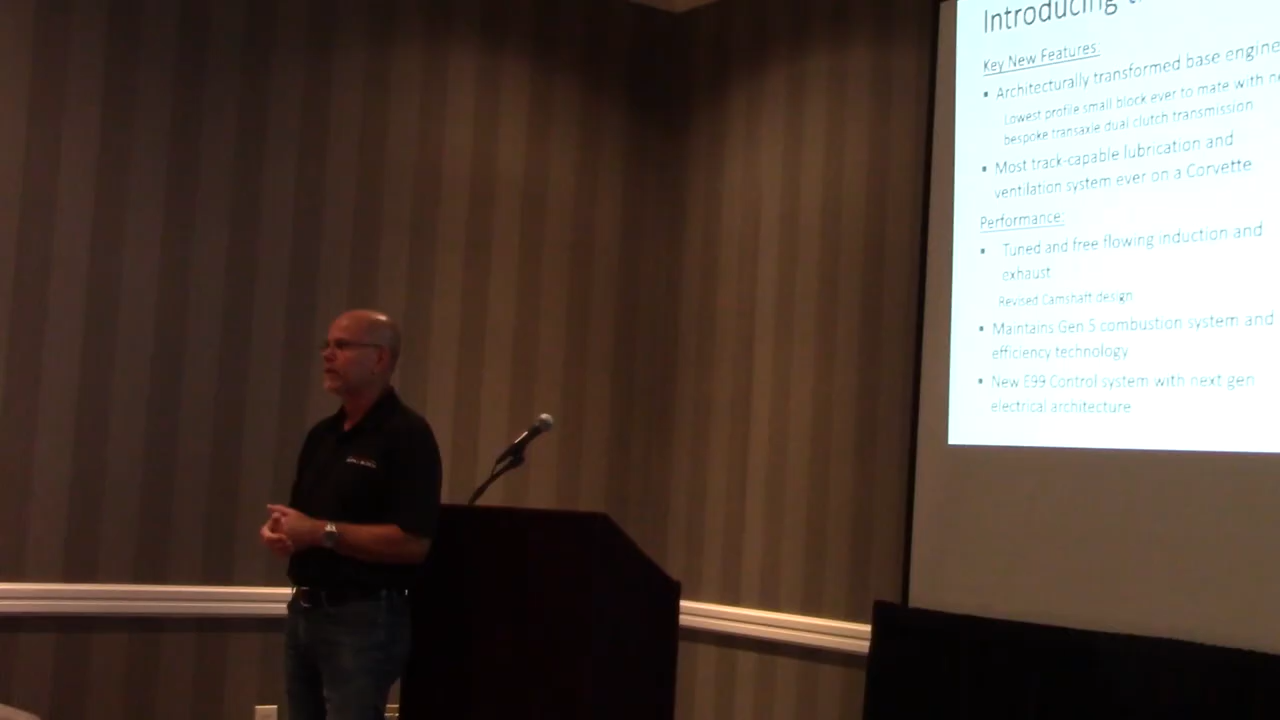 Introducing
Key New Features:
▪ Architecturally transformed base engine
Lowest profile small block ever to mate with
bespoke transaxle dual clutch transmission
▪ Most track-capable lubrication and
ventilation system ever on a Corvette
Performance:
▪ Tuned and free flowing induction and
exhaust
Revised Camshaft design
▪ Maintains Gen 5 combustion system and
efficiency technology
▪ New E99 Control system with next gen
electrical architecture